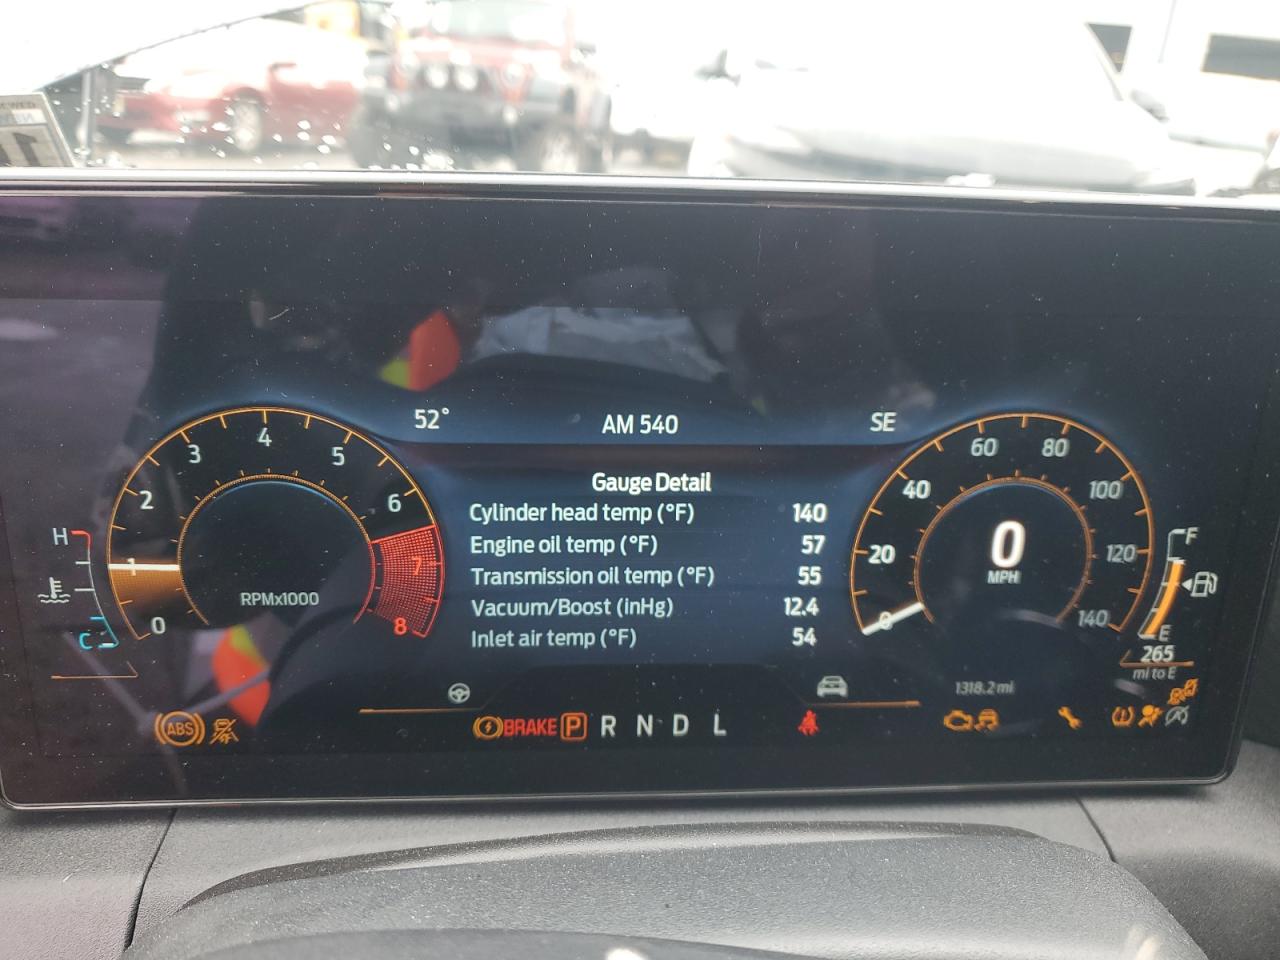 52° AM 540 SE
Gauge Detail
Cylinder head temp (°F) 140
Engine oil temp (°F) 57
Transmission oil temp (°F) 55
Vacuum/Boost (inHg) 12.4
Inlet air temp (°F) 54
0 1 2 3 4 5 6 7 8
RPMx1000
H
C
0 20 40 60 80 100 120 140
0
MPH
F
E
265
mi to E
1318.2 mi
ABS
BRAKE P R N D L